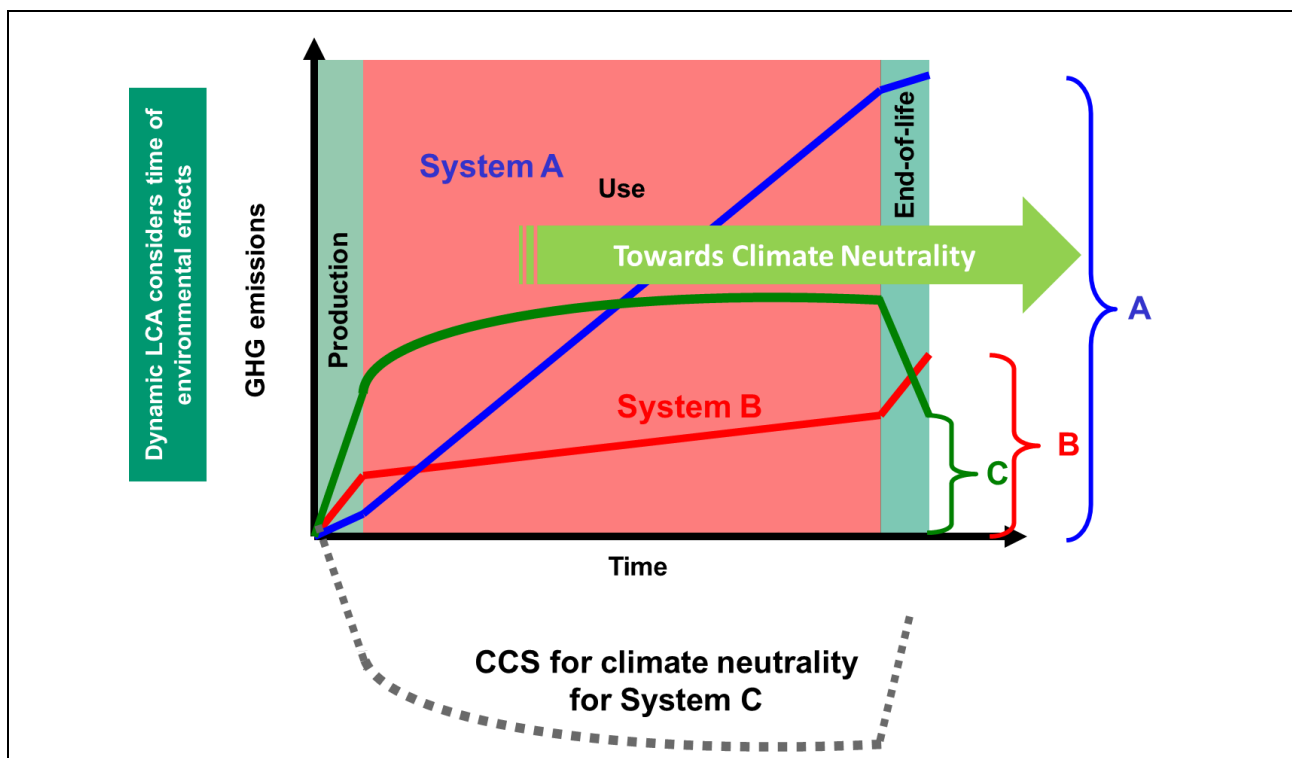 Dynamic LCA considers time of
environmental effects
GHG emissions
Production
System A
Use
End-of-life
Towards Climate Neutrality
A
System B
B
C
Time
CCS for climate neutrality
for System C